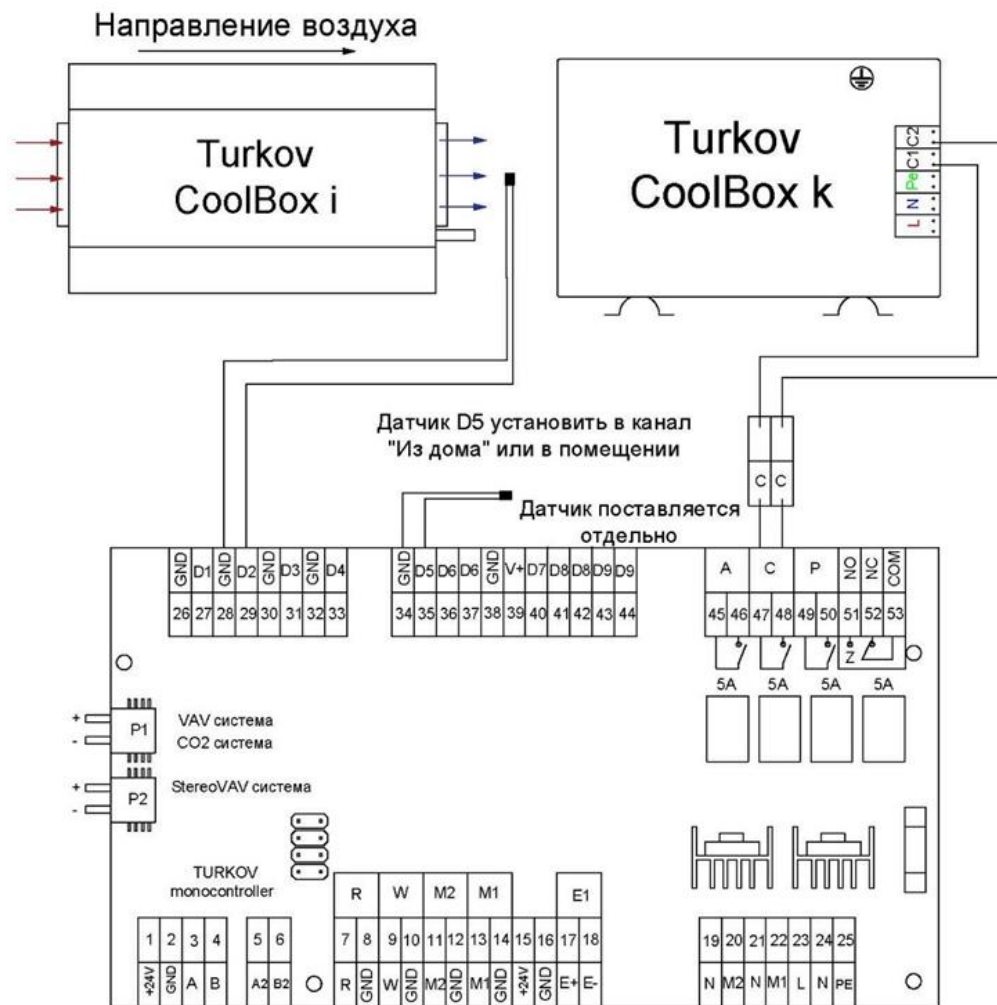 Направление воздуха
Turkov
CoolBox i
Turkov
CoolBox k
C2
C1
Pe
N
L
Датчик D5 установить в канал
"Из дома" или в помещении
C C
Датчик поставляется
отдельно
GND D1 GND D2 GND D3 GND D4
26 27 28 29 30 31 32 33
GND D5 D6 D6 GND V+ D7 D8 D8 D9 D9
34 35 36 37 38 39 40 41 42 43 44
A C P NO NC COM
45 46 47 48 49 50 51 52 53
Z
5A 5A 5A 5A
+
-
P1
VAV система
CO2 система
+
-
P2
StereoVAV система
TURKOV
monocontroller
R W M2 M1 E1
1 2 3 4 5 6 7 8 9 10 11 12 13 14 15 16 17 18
+24V GND A B A2 B2 R GND W GND M2 GND M1 GND +24V GND E+ E-
19 20 21 22 23 24 25
N M2 N M1 L N PE